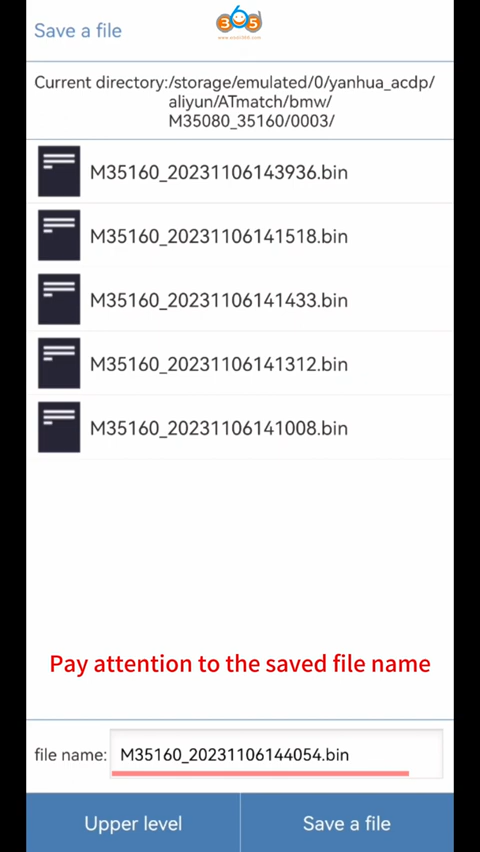 Save a file
365
Current directory:/storage/emulated/0/yanhua_acdp/
aliyun/ATmatch/bmw/
M35080_35160/0003/
M35160_20231106143936.bin
M35160_20231106141518.bin
M35160_20231106141433.bin
M35160_20231106141312.bin
M35160_20231106141008.bin
Pay attention to the saved file name
file name: M35160_20231106144054.bin
Upper level
Save a file